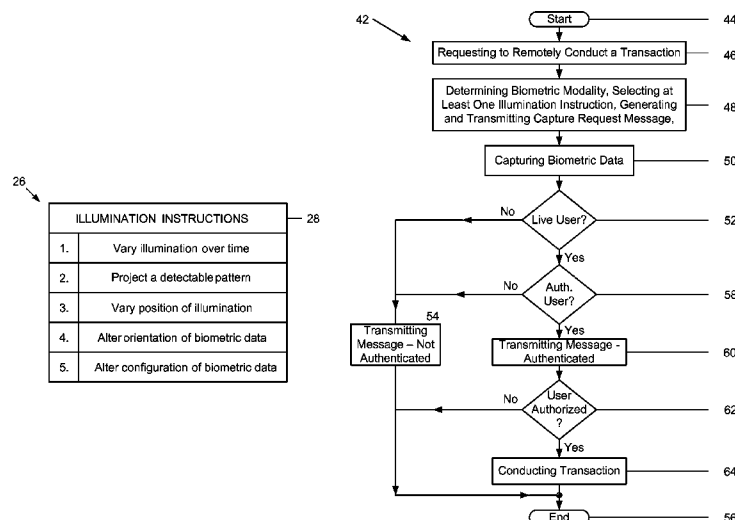 26
ILLUMINATION INSTRUCTIONS
28
1. Vary illumination over time
2. Project a detectable pattern
3. Vary position of illumination
4. Alter orientation of biometric data
5. Alter configuration of biometric data
42
Start
44
Requesting to Remotely Conduct a Transaction
46
Determining Biometric Modality, Selecting at
Least One Illumination Instruction, Generating
and Transmitting Capture Request Message,
48
Capturing Biometric Data
50
No
Live User?
52
Yes
No
Auth.
User?
58
54
Yes
Transmitting
Message – Not
Authenticated
Transmitting Message -
Authenticated
60
No
User
Authorized
?
62
Yes
Conducting Transaction
64
End
56